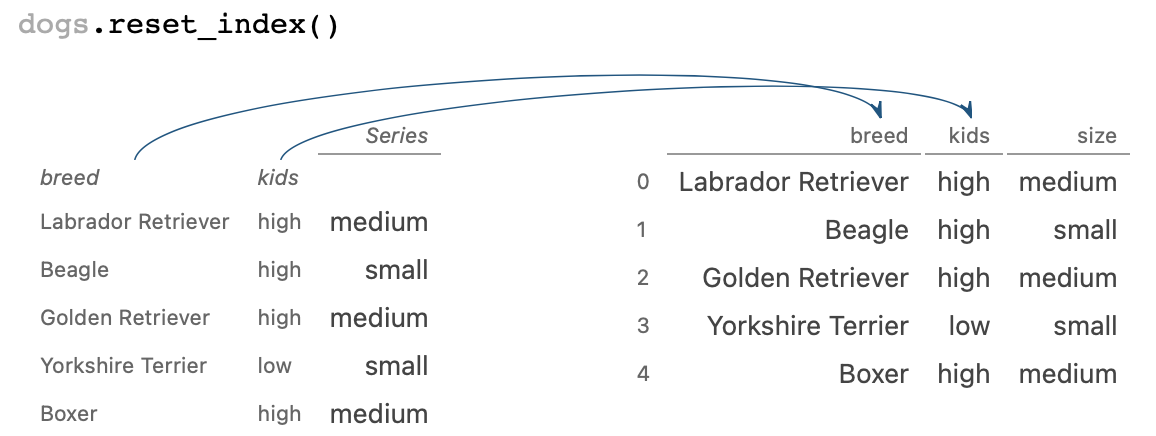 dogs.reset_index()
Series
breed kids
Labrador Retriever high medium
Beagle high small
Golden Retriever high medium
Yorkshire Terrier low small
Boxer high medium
breed kids size
0 Labrador Retriever high medium
1 Beagle high small
2 Golden Retriever high medium
3 Yorkshire Terrier low small
4 Boxer high medium